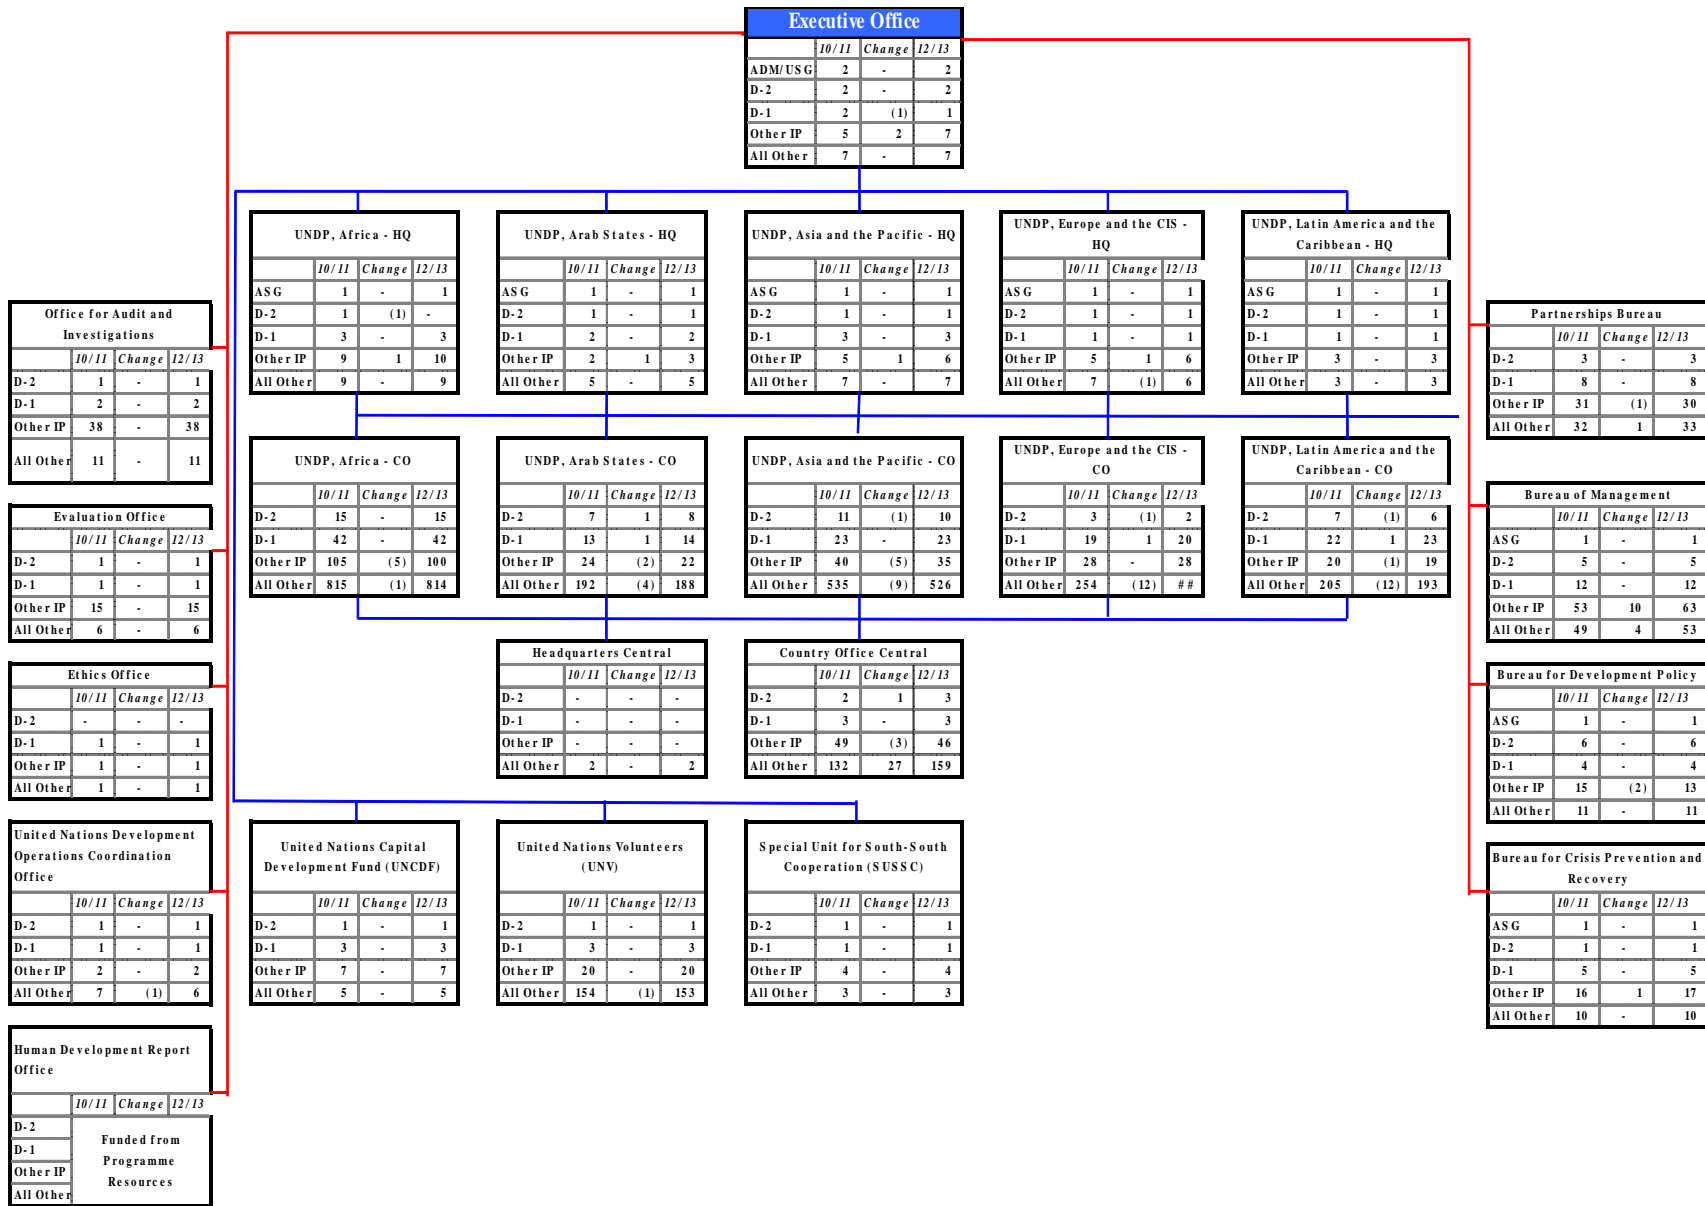 Executive Office
10/11 Change 12/13
ADM/USG 2 - 2
D-2 2 - 2
D-1 2 (1) 1
Other IP 5 2 7
All Other 7 - 7
UNDP, Africa - HQ
10/11 Change 12/13
ASG 1 - 1
D-2 1 (1) -
D-1 3 - 3
Other IP 9 1 10
All Other 9 - 9
UNDP, Arab States - HQ
10/11 Change 12/13
ASG 1 - 1
D-2 1 - 1
D-1 2 - 2
Other IP 2 1 3
All Other 5 - 5
UNDP, Asia and the Pacific - HQ
10/11 Change 12/13
ASG 1 - 1
D-2 1 - 1
D-1 3 - 3
Other IP 5 1 6
All Other 7 - 7
UNDP, Europe and the CIS -
HQ
10/11 Change 12/13
ASG 1 - 1
D-2 1 - 1
D-1 1 - 1
Other IP 5 1 6
All Other 7 (1) 6
UNDP, Latin America and the
Caribbean - HQ
10/11 Change 12/13
ASG 1 - 1
D-2 1 - 1
D-1 1 - 1
Other IP 3 - 3
All Other 3 - 3
Office for Audit and
Investigations
10/11 Change 12/13
D-2 1 - 1
D-1 2 - 2
Other IP 38 - 38
All Other 11 - 11
Partnerships Bureau
10/11 Change 12/13
D-2 3 - 3
D-1 8 - 8
Other IP 31 (1) 30
All Other 32 1 33
UNDP, Africa - CO
10/11 Change 12/13
D-2 15 - 15
D-1 42 - 42
Other IP 105 (5) 100
All Other 815 (1) 814
UNDP, Arab States - CO
10/11 Change 12/13
D-2 7 1 8
D-1 13 1 14
Other IP 24 (2) 22
All Other 192 (4) 188
UNDP, Asia and the Pacific - CO
10/11 Change 12/13
D-2 11 (1) 10
D-1 23 - 23
Other IP 40 (5) 35
All Other 535 (9) 526
UNDP, Europe and the CIS -
CO
10/11 Change 12/13
D-2 3 (1) 2
D-1 19 1 20
Other IP 28 - 28
All Other 254 (12) ##
UNDP, Latin America and the
Caribbean - CO
10/11 Change 12/13
D-2 7 (1) 6
D-1 22 1 23
Other IP 20 (1) 19
All Other 205 (12) 193
Evaluation Office
10/11 Change 12/13
D-2 1 - 1
D-1 1 - 1
Other IP 15 - 15
All Other 6 - 6
Bureau of Management
10/11 Change 12/13
ASG 1 - 1
D-2 5 - 5
D-1 12 - 12
Other IP 53 10 63
All Other 49 4 53
Headquarters Central
10/11 Change 12/13
D-2 - - -
D-1 - - -
Other IP - - -
All Other 2 - 2
Country Office Central
10/11 Change 12/13
D-2 2 1 3
D-1 3 - 3
Other IP 49 (3) 46
All Other 132 27 159
Ethics Office
10/11 Change 12/13
D-2 - - -
D-1 1 - 1
Other IP 1 - 1
All Other 1 - 1
Bureau for Development Policy
10/11 Change 12/13
ASG 1 - 1
D-2 6 - 6
D-1 4 - 4
Other IP 15 (2) 13
All Other 11 - 11
United Nations Development
Operations Coordination
Office
10/11 Change 12/13
D-2 1 - 1
D-1 1 - 1
Other IP 2 - 2
All Other 7 (1) 6
United Nations Capital
Development Fund (UNCDF)
10/11 Change 12/13
D-2 1 - 1
D-1 3 - 3
Other IP 7 - 7
All Other 5 - 5
United Nations Volunteers
(UNV)
10/11 Change 12/13
D-2 1 - 1
D-1 3 - 3
Other IP 20 - 20
All Other 154 (1) 153
Special Unit for South-South
Cooperation (SUSSC)
10/11 Change 12/13
D-2 1 - 1
D-1 1 - 1
Other IP 4 - 4
All Other 3 - 3
Bureau for Crisis Prevention and
Recovery
10/11 Change 12/13
ASG 1 - 1
D-2 1 - 1
D-1 5 - 5
Other IP 16 1 17
All Other 10 - 10
Human Development Report
Office
10/11 Change 12/13
D-2
D-1
Other IP
All Other
Funded from
Programme
Resources